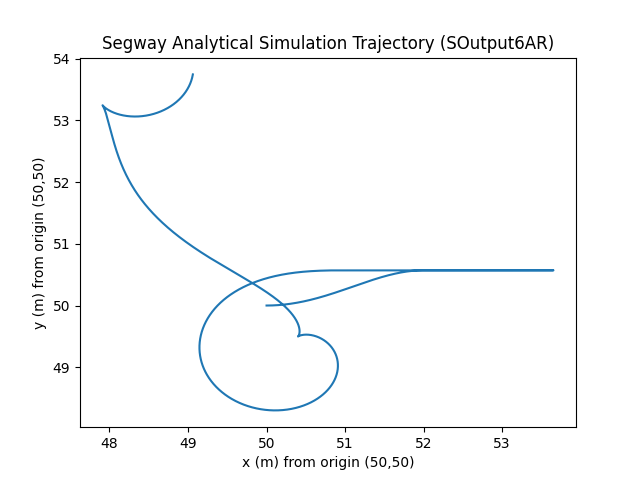 Segway Analytical Simulation Trajectory (SOutput6AR)
54
53
52
51
50
49
y (m) from origin (50,50)
48 49 50 51 52 53
x (m) from origin (50,50)